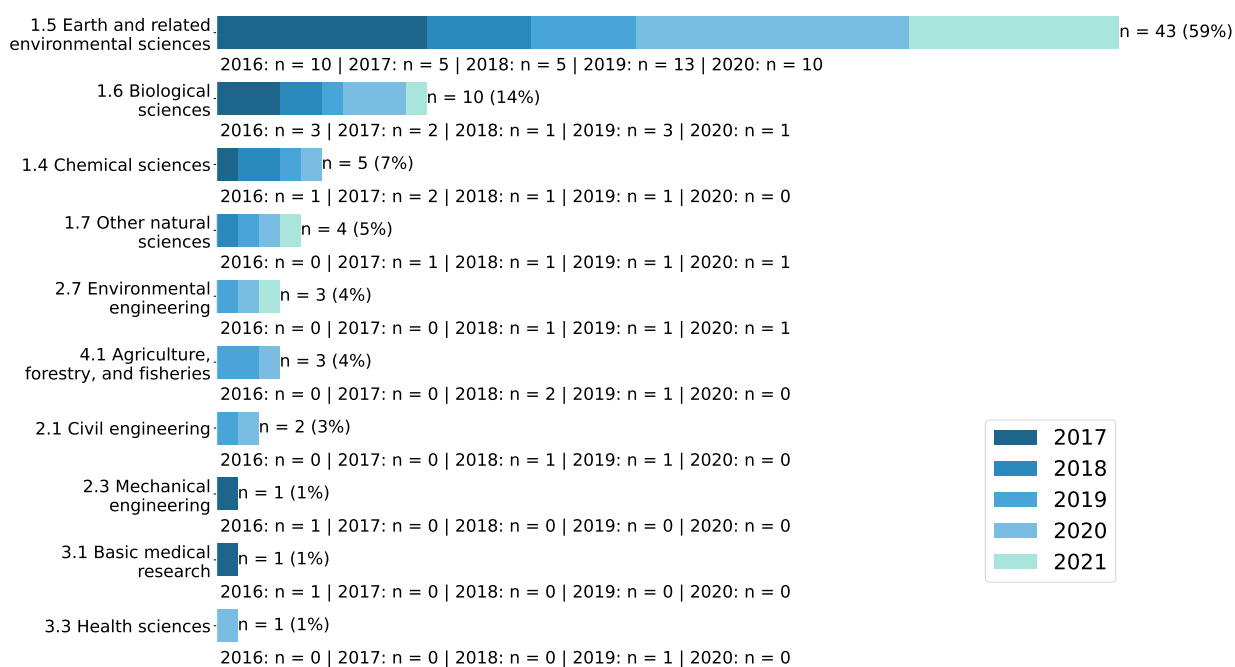 1.5 Earth and related
environmental sciences
n = 43 (59%)
2016: n = 10 | 2017: n = 5 | 2018: n = 5 | 2019: n = 13 | 2020: n = 10
1.6 Biological
sciences
n = 10 (14%)
2016: n = 3 | 2017: n = 2 | 2018: n = 1 | 2019: n = 3 | 2020: n = 1
1.4 Chemical sciences
n = 5 (7%)
2016: n = 1 | 2017: n = 2 | 2018: n = 1 | 2019: n = 1 | 2020: n = 0
1.7 Other natural
sciences
n = 4 (5%)
2016: n = 0 | 2017: n = 1 | 2018: n = 1 | 2019: n = 1 | 2020: n = 1
2.7 Environmental
engineering
n = 3 (4%)
2016: n = 0 | 2017: n = 0 | 2018: n = 1 | 2019: n = 1 | 2020: n = 1
4.1 Agriculture,
forestry, and fisheries
n = 3 (4%)
2016: n = 0 | 2017: n = 0 | 2018: n = 2 | 2019: n = 1 | 2020: n = 0
2.1 Civil engineering
n = 2 (3%)
2016: n = 0 | 2017: n = 0 | 2018: n = 1 | 2019: n = 1 | 2020: n = 0
2.3 Mechanical
engineering
n = 1 (1%)
2016: n = 1 | 2017: n = 0 | 2018: n = 0 | 2019: n = 0 | 2020: n = 0
3.1 Basic medical
research
n = 1 (1%)
2016: n = 1 | 2017: n = 0 | 2018: n = 0 | 2019: n = 0 | 2020: n = 0
3.3 Health sciences
n = 1 (1%)
2016: n = 0 | 2017: n = 0 | 2018: n = 0 | 2019: n = 1 | 2020: n = 0
2017
2018
2019
2020
2021